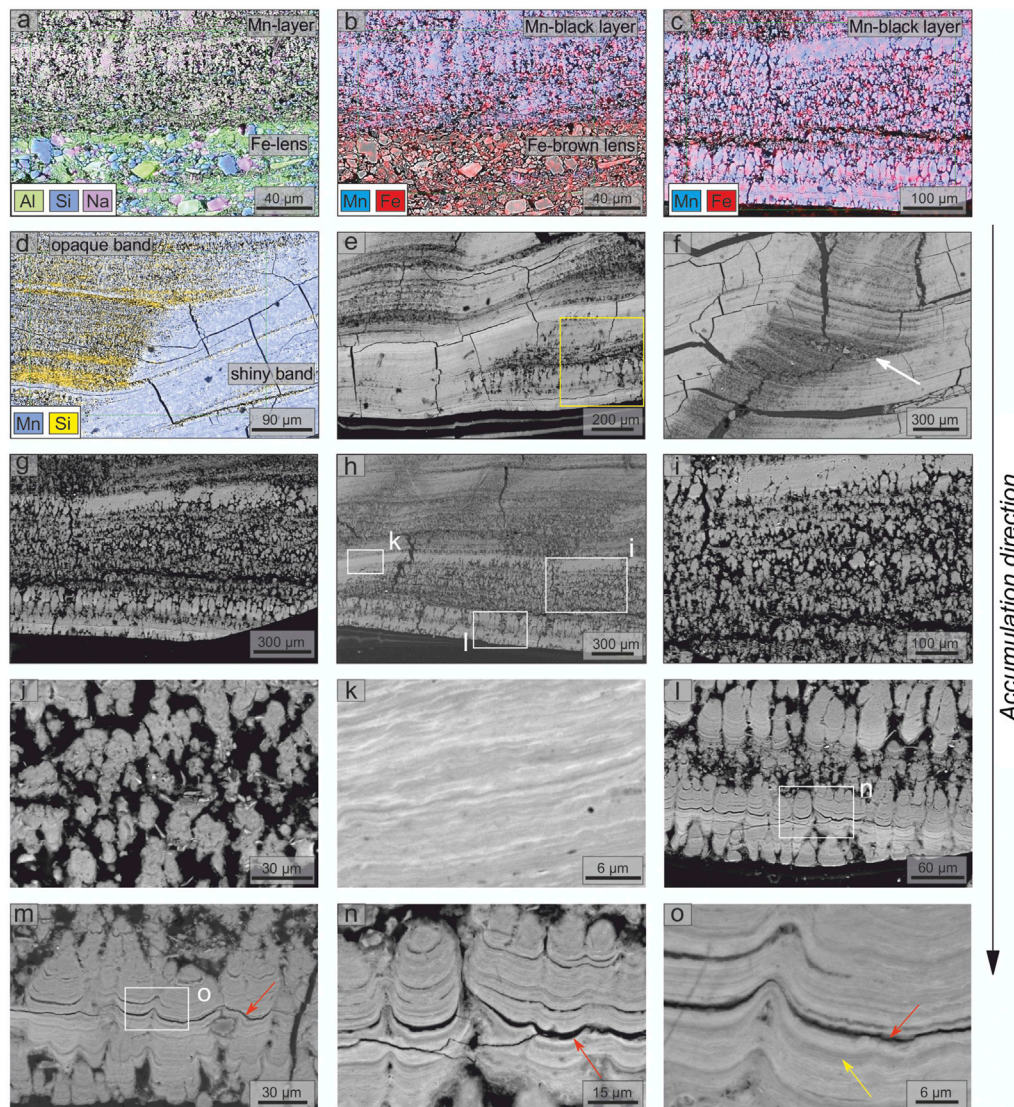 a
Mn-layer
Fe-lens
Al Si Na
40 µm
b
Mn-black layer
Fe-brown lens
Mn Fe
40 µm
c
Mn-black layer
Mn Fe
100 µm
d
opaque band
shiny band
Mn Si
90 µm
e
200 µm
f
300 µm
g
300 µm
h
k
i
l
300 µm
i
100 µm
j
30 µm
k
6 µm
l
n
60 µm
m
o
30 µm
n
15 µm
o
6 µm
Accumulation direction